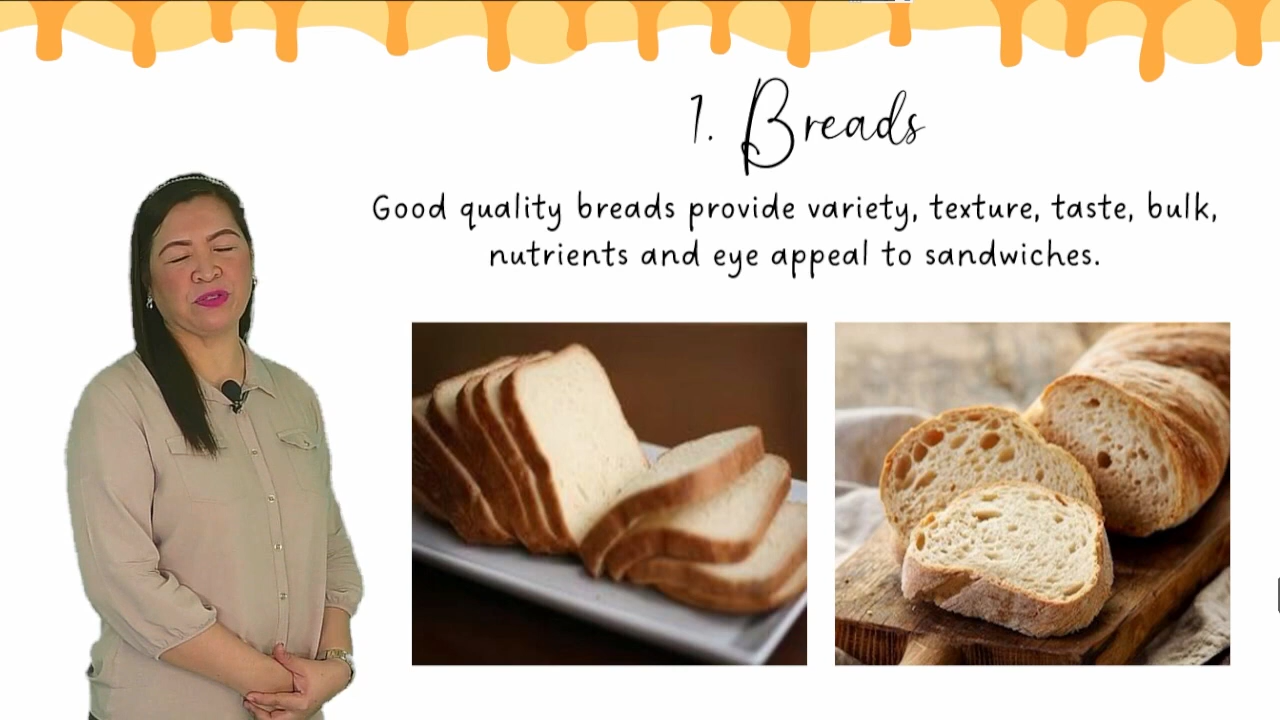 1. Breads
Good quality breads provide variety, texture, taste, bulk,
nutrients and eye appeal to sandwiches.